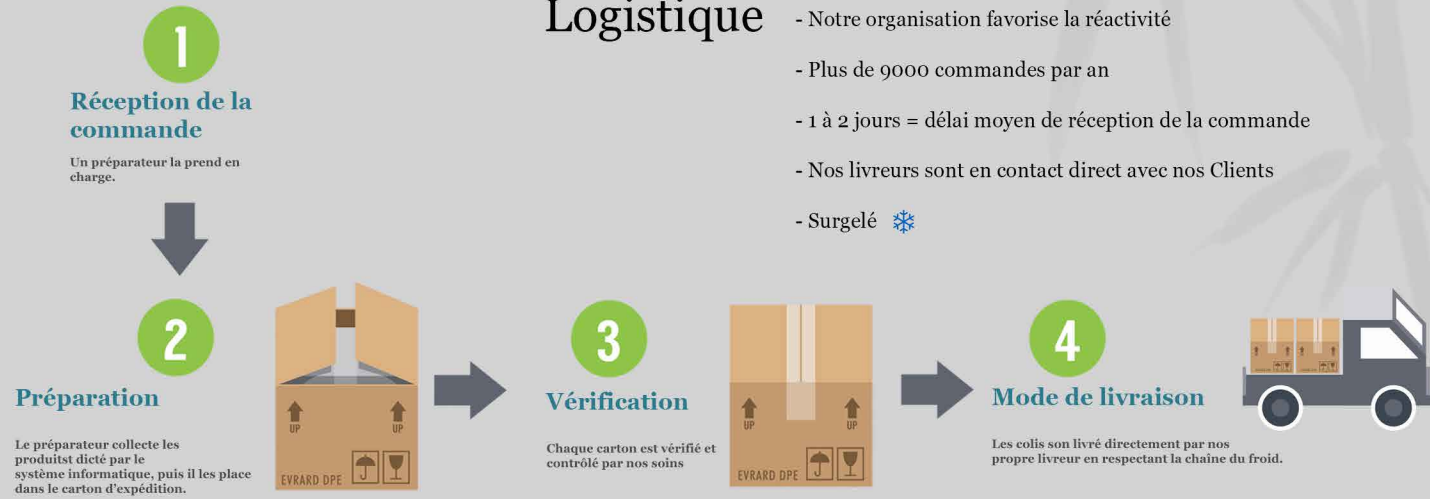 Logistique
- Notre organisation favorise la réactivité
- Plus de 9000 commandes par an
- 1 à 2 jours = délai moyen de réception de la commande
- Nos livreurs sont en contact direct avec nos Clients
- Surgelé
1
Réception de la
commande
Un préparateur la prend en
charge.
2
Préparation
Le préparateur collecte les
produitst dicté par le
système informatique, puis il les place
dans le carton d'expédition.
UP
UP
EVRARD DPE
3
Vérification
Chaque carton est vérifié et
contrôlé par nos soins
UP
UP
EVRARD DPE
4
Mode de livraison
Les colis son livré directement par nos
propre livreur en respectant la chaîne du froid.